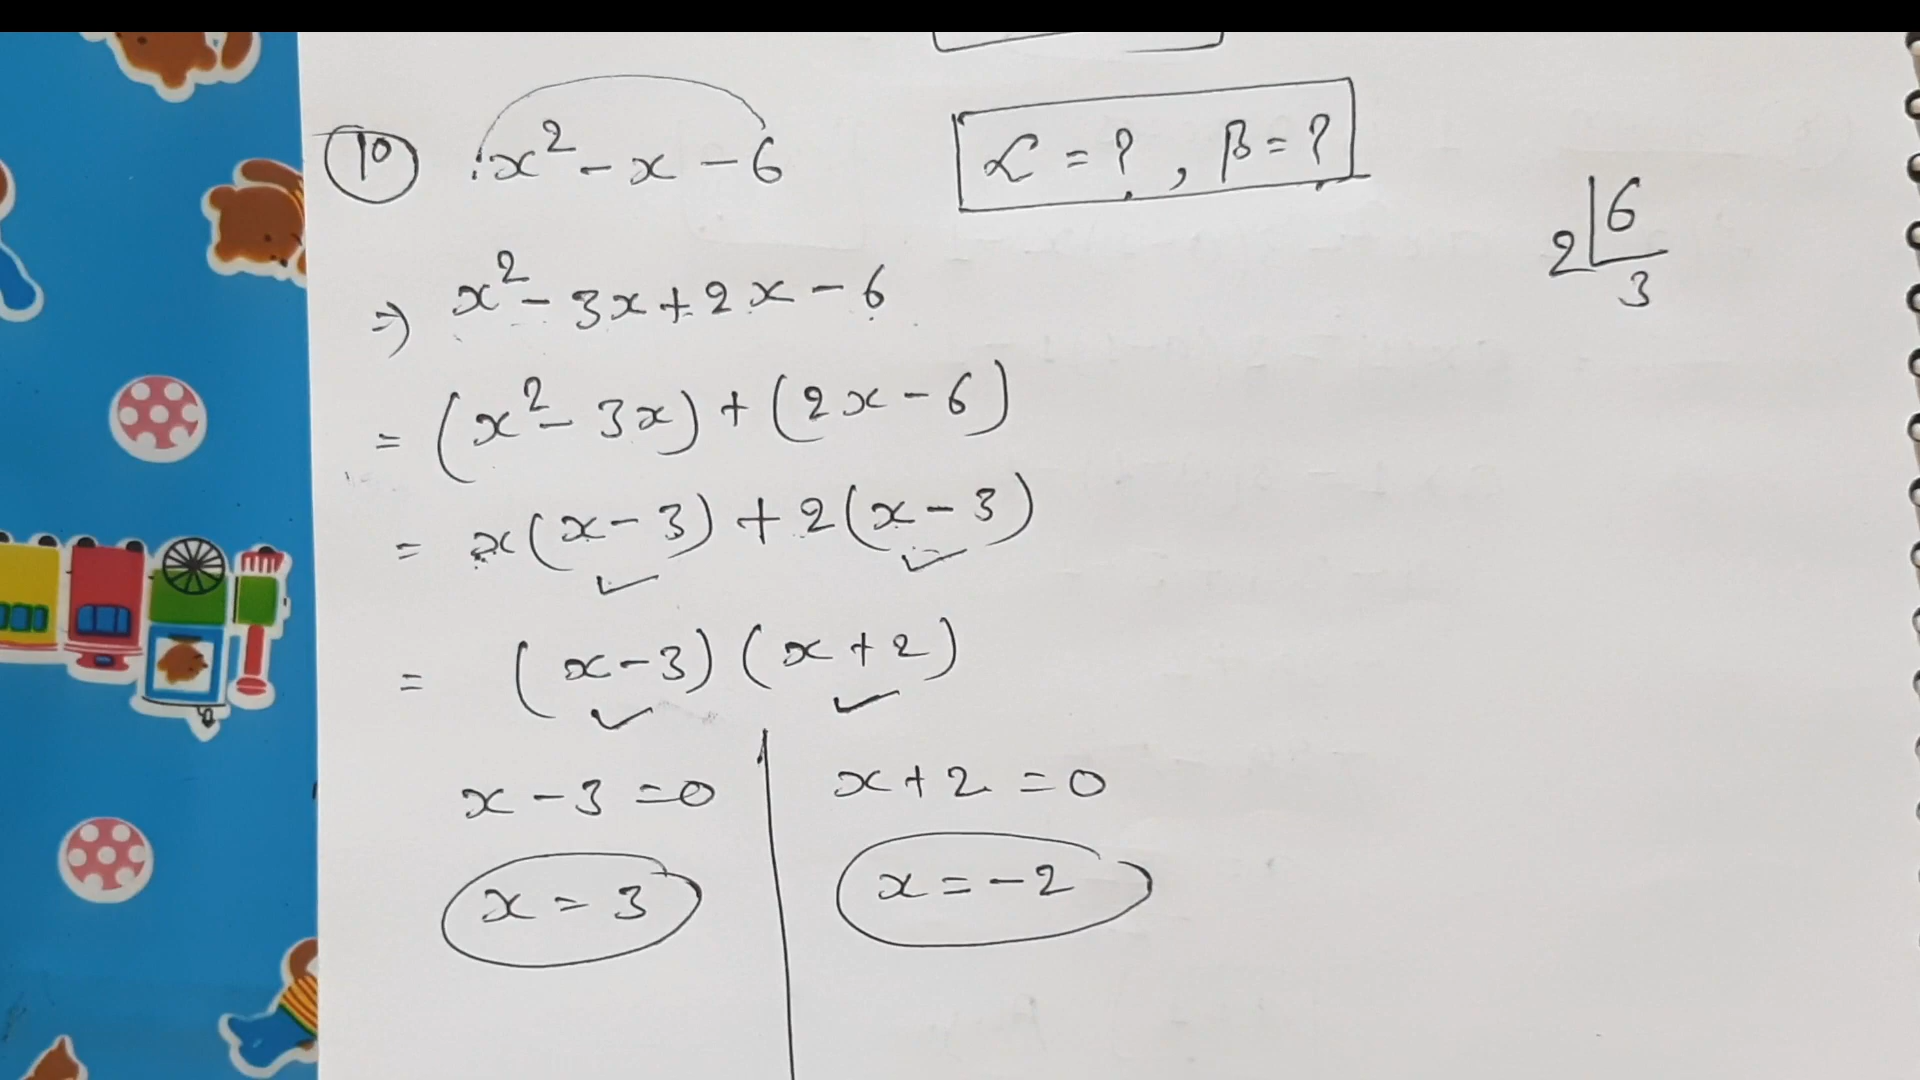 10 x² - x - 6
α = ? , β = ?
2 | 6
3
⇒ x² - 3x + 2x - 6
= (x² - 3x) + (2x - 6)
= x(x - 3) + 2(x - 3)
= (x - 3) (x + 2)
x - 3 = 0
x = 3
x + 2 = 0
x = -2